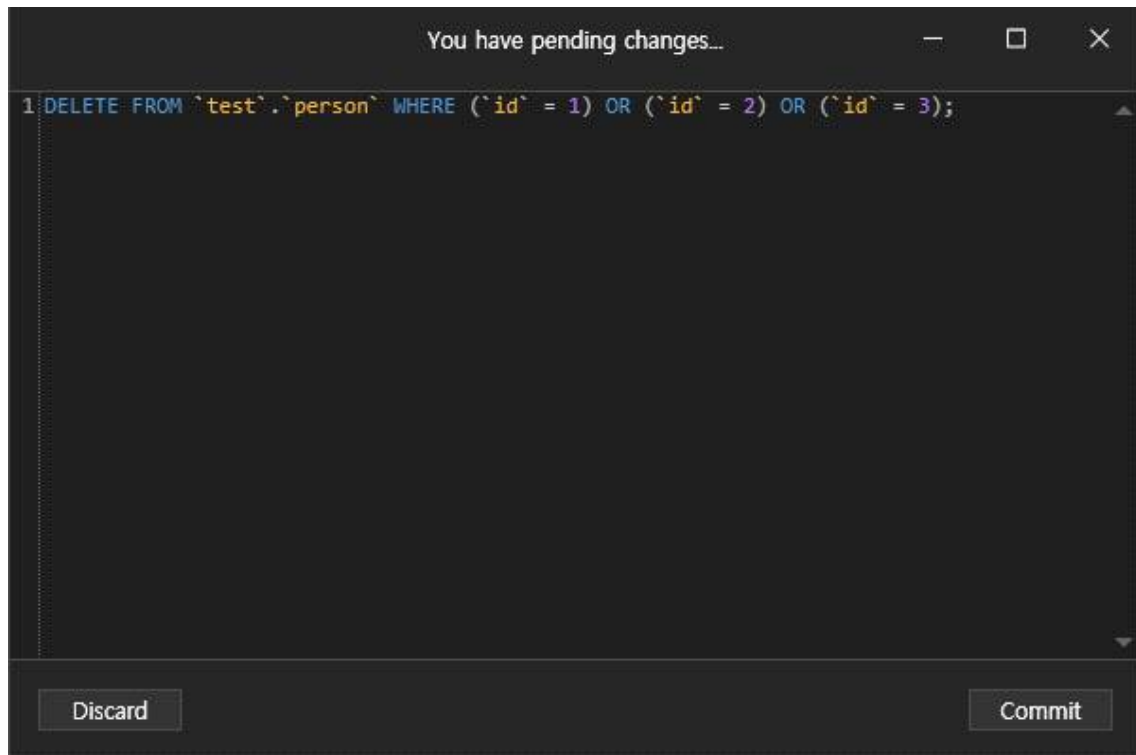 You have pending changes...
1 DELETE FROM `test`.`person` WHERE (`id` = 1) OR (`id` = 2) OR (`id` = 3);
Discard
Commit